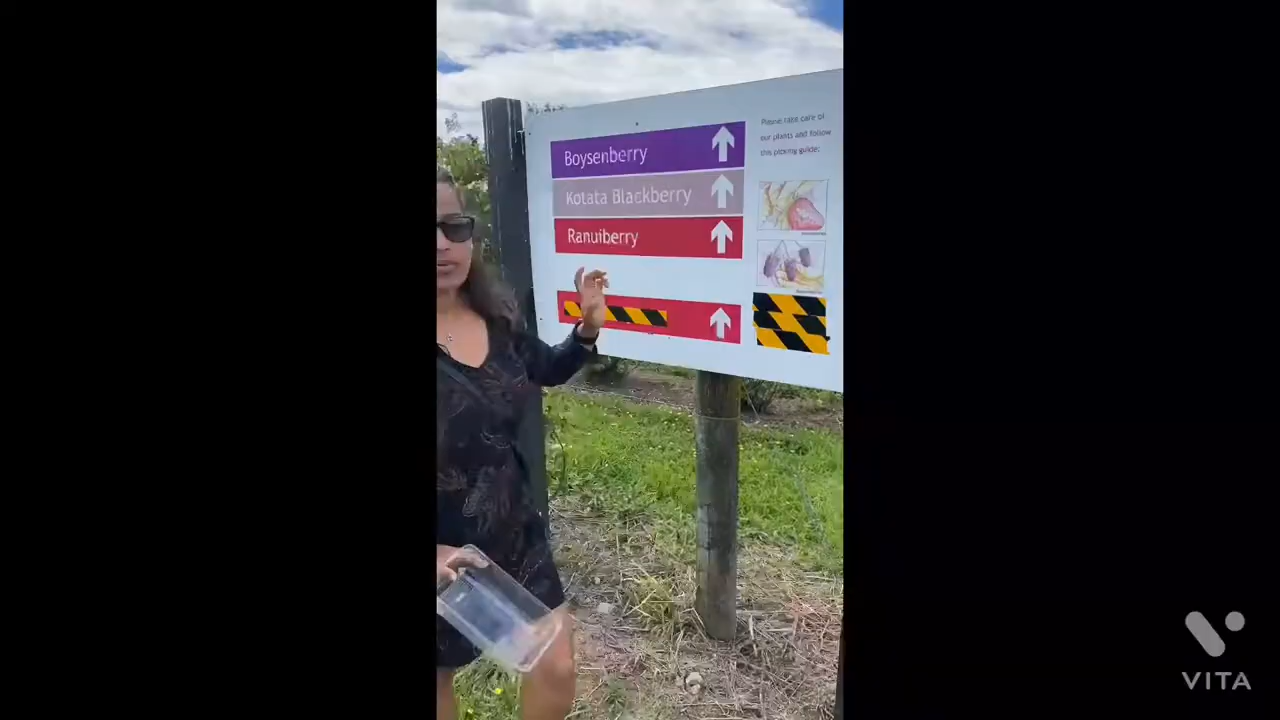 Boysenberry
Kotata Blackberry
Ranuiberry
Please take care of
our plants and follow
this picking guide:
VITA